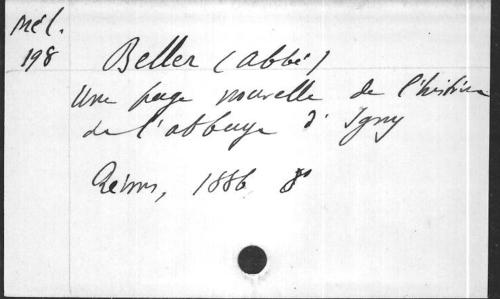 Mél.
198
Beller (abbé)
Une page nouvelle de l'histoire
de l'abbaye d'Igny
Reims, 1886 8°